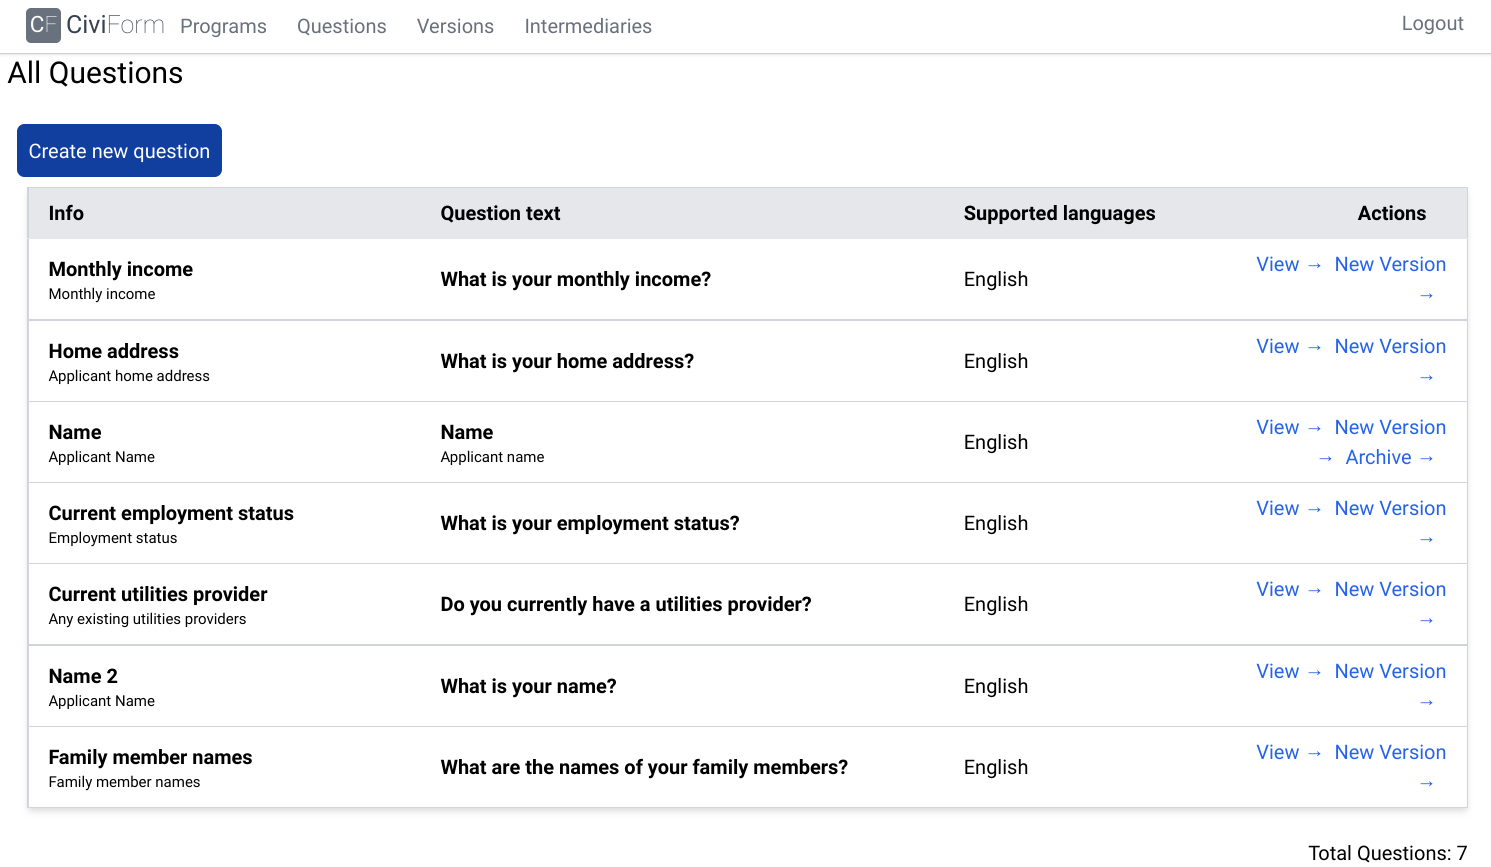 CF CiviForm Programs Questions Versions Intermediaries Logout
All Questions
Create new question
Info Question text Supported languages Actions
Monthly income
Monthly income
What is your monthly income?
English
View → New Version
→
Home address
Applicant home address
What is your home address?
English
View → New Version
→
Name
Applicant Name
Name
Applicant name
English
View → New Version
→ Archive →
Current employment status
Employment status
What is your employment status?
English
View → New Version
→
Current utilities provider
Any existing utilities providers
Do you currently have a utilities provider?
English
View → New Version
→
Name 2
Applicant Name
What is your name?
English
View → New Version
→
Family member names
Family member names
What are the names of your family members?
English
View → New Version
→
Total Questions: 7